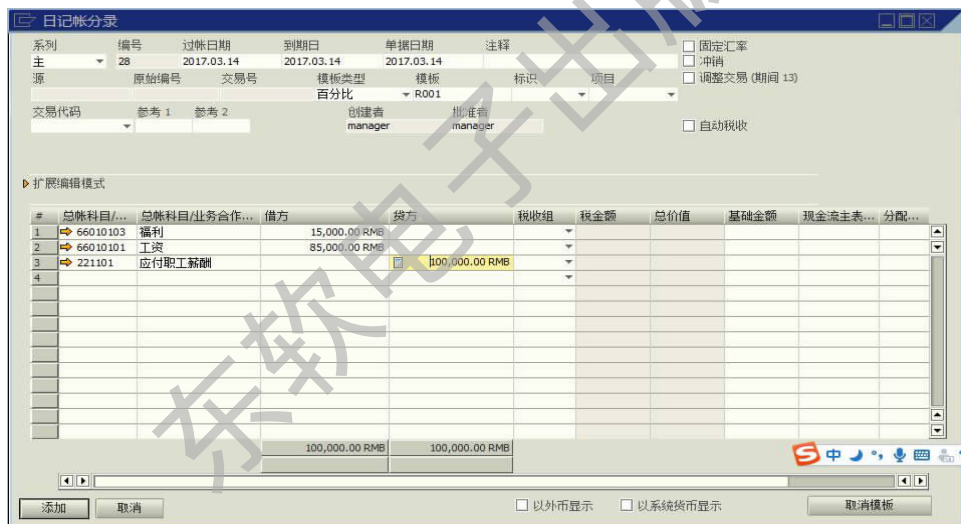 日记帐分录
系列 编号 过帐日期 到期日 单据日期 注释 固定汇率
主 28 2017.03.14 2017.03.14 2017.03.14 冲销
源 原始编号 交易号 模板类型 模板 标识 项目 调整交易 (期间 13)
百分比 R001
交易代码 参考 1 参考 2 创建者 批准者
manager manager 自动税收
扩展编辑模式
# 总帐科目/... 总帐科目/业务合作... 借方 贷方 税收组 税金额 总价值 基础金额 现金流主表... 分配...
1 66010103 福利 15,000.00 RMB
2 66010101 工资 85,000.00 RMB
3 221101 应付职工薪酬 100,000.00 RMB
4
100,000.00 RMB 100,000.00 RMB
中
添加 取消 以外币显示 以系统货币显示 取消模板
东软电子出版